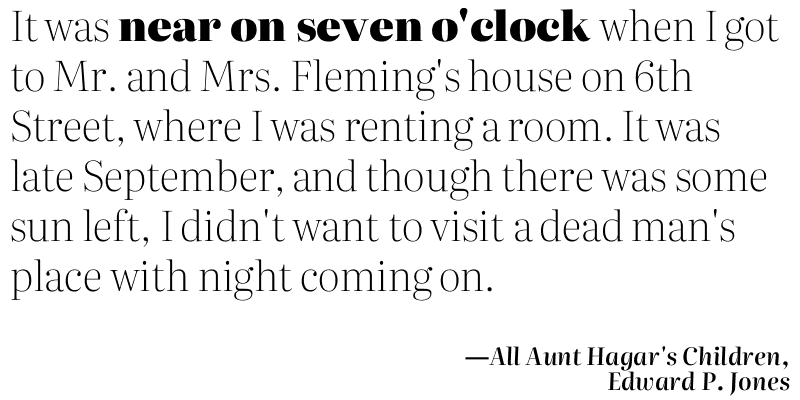 It was near on seven o'clock when I got
to Mr. and Mrs. Fleming's house on 6th
Street, where I was renting a room. It was
late September, and though there was some
sun left, I didn't want to visit a dead man's
place with night coming on.
—All Aunt Hagar's Children,
Edward P. Jones